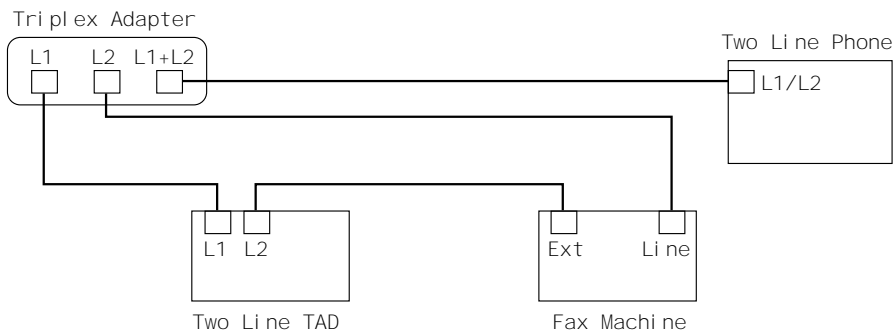 Triplex Adapter
L1 L2 L1+L2
Two Line Phone
L1/L2
L1 L2
Ext Line
Two Line TAD
Fax Machine